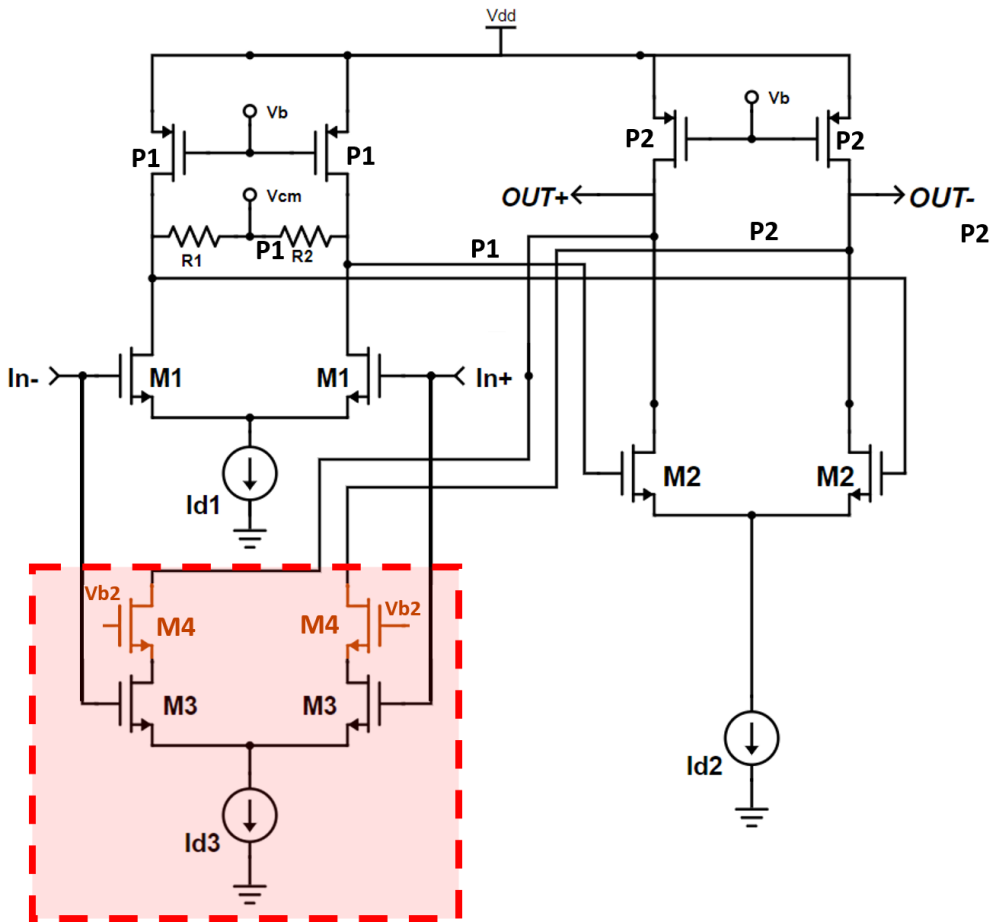 Vdd
Vb
Vb
P1
P1
P2
P2
Vcm
OUT+
OUT-
R1
P1
R2
P1
P2
P2
In-
M1
M1
In+
M2
M2
Id1
Vb2
M4
M4
Vb2
M3
M3
Id2
Id3